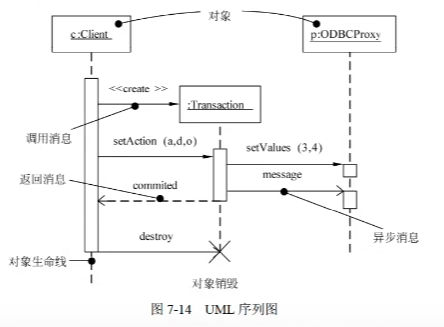 对象
c:Client
p:ODBCProxy
<<create >>
:Transaction
调用消息
setAction (a,d,o)
setValues (3,4)
返回消息
commited
message
destroy
异步消息
对象生命线
对象销毁
图 7-14 UML 序列图